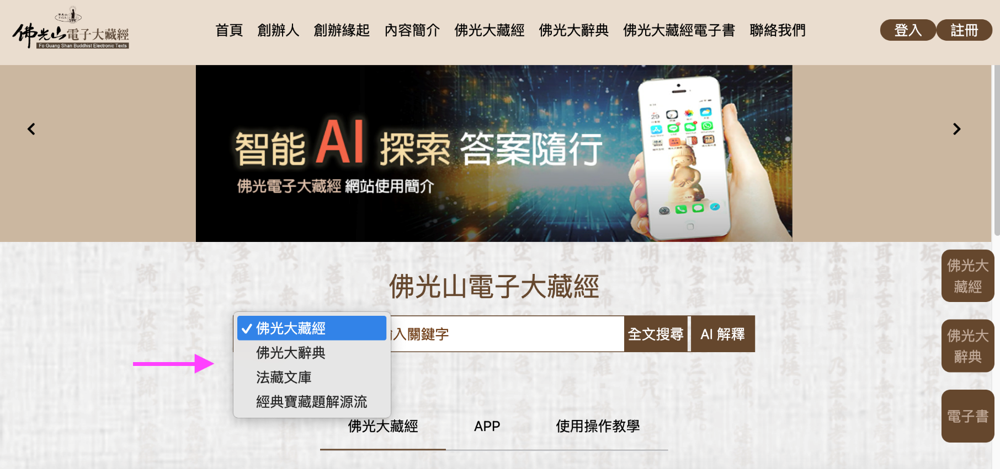 佛光山
F.G.S.
佛光山電子大藏經
Fo Guang Shan Buddhist Electronic Texts
首頁 創辦人 創辦緣起 內容簡介 佛光大藏經 佛光大辭典 佛光大藏經電子書 聯絡我們
登入 註冊
智能 AI 探索 答案隨行
佛光電子大藏經 網站使用簡介
29
佛光山電子大藏經
佛光大藏經
佛光大辭典
法藏文庫
經典寶藏題解源流
入關鍵字
全文搜尋
AI 解釋
佛光大藏經 APP 使用操作教學
佛光大
藏經
佛光大
辭典
電子書